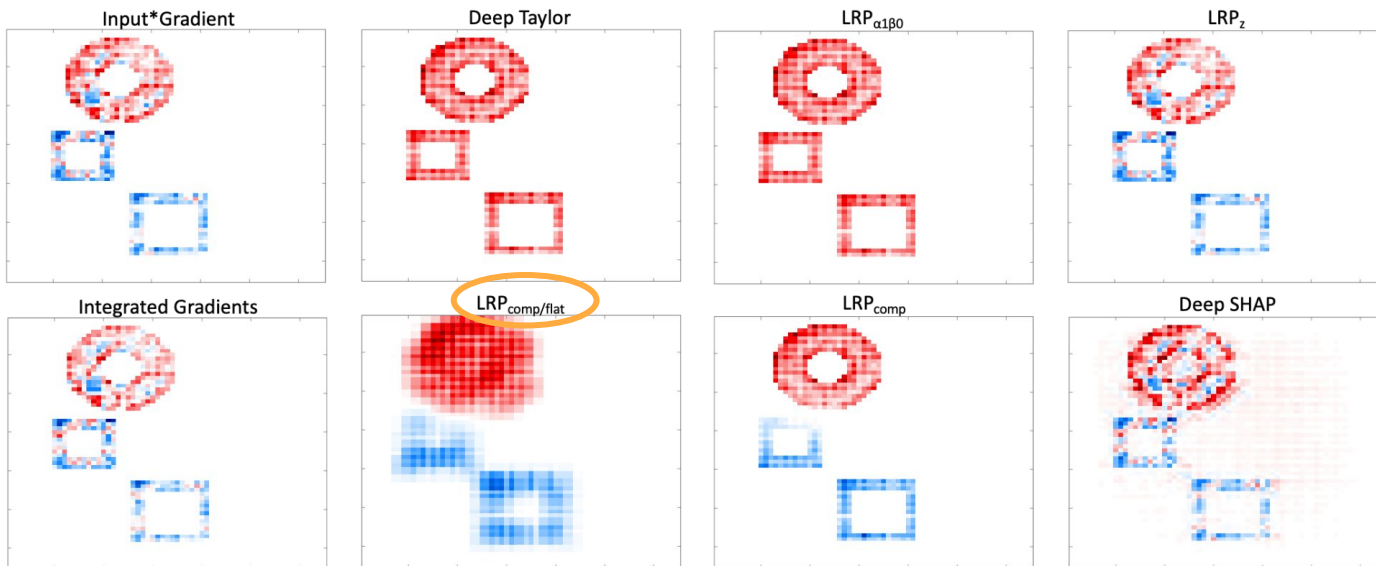 Input*Gradient
Deep Taylor
LRPα1β0
LRPz
Integrated Gradients
LRPcomp/flat
LRPcomp
Deep SHAP